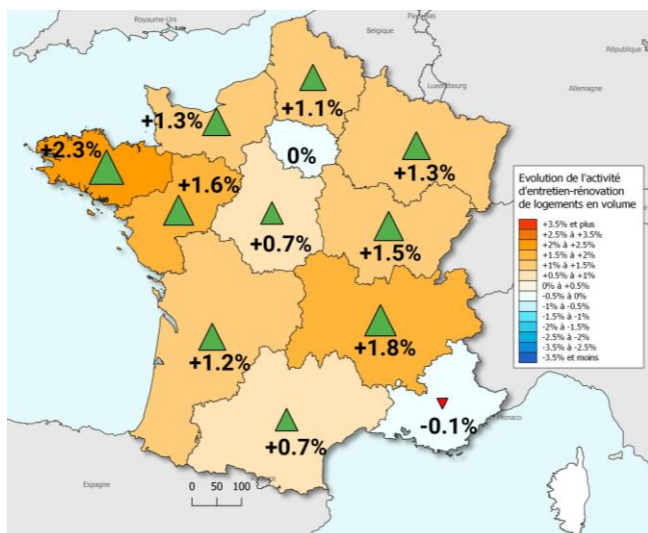 Royaume-Uni
Belgique
Luxembourg
République
Allemagne
+1.1%
+1.3%
0%
+2.3%
+1.3%
+1.6%
+0.7%
+1.5%
+1.2%
+1.8%
+0.7%
-0.1%
Monaco
Espagne
0 50 100
Evolution de l'activité
d'entretien-rénovation
de logements en volume
+3.5% et plus
+2.5% à +3.5%
+2% à +2.5%
+1.5% à +2%
+1% à +1.5%
+0.5% à +1%
0% à +0.5%
-0.5% à 0%
-1% à -0.5%
-1.5% à -1%
-2% à -1.5%
-2.5% à -2%
-3.5% à -2.5%
-3.5% et moins